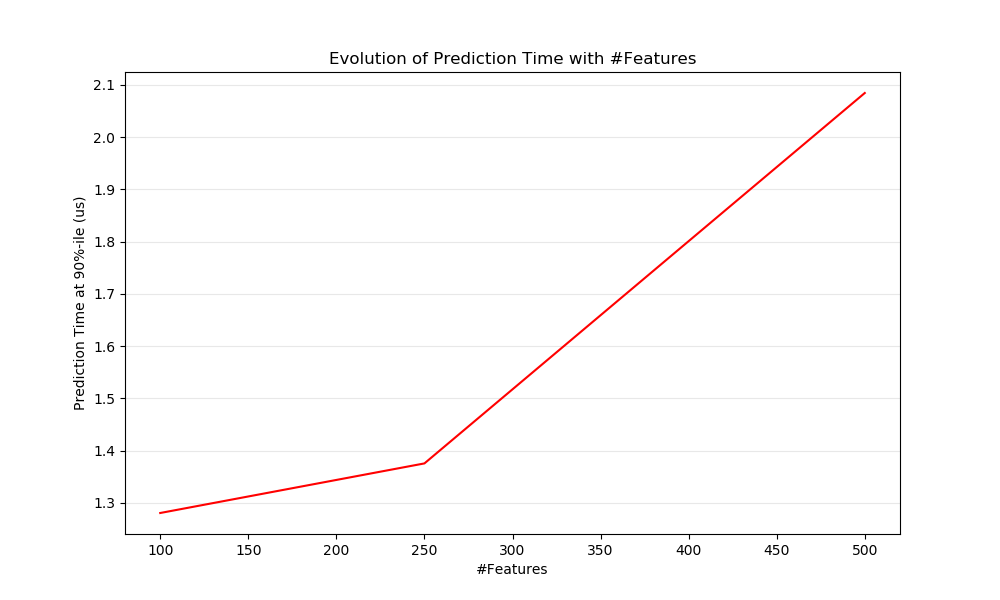 Evolution of Prediction Time with #Features
Prediction Time at 90%-ile (us)
2.1
2.0
1.9
1.8
1.7
1.6
1.5
1.4
1.3
100 150 200 250 300 350 400 450 500
#Features